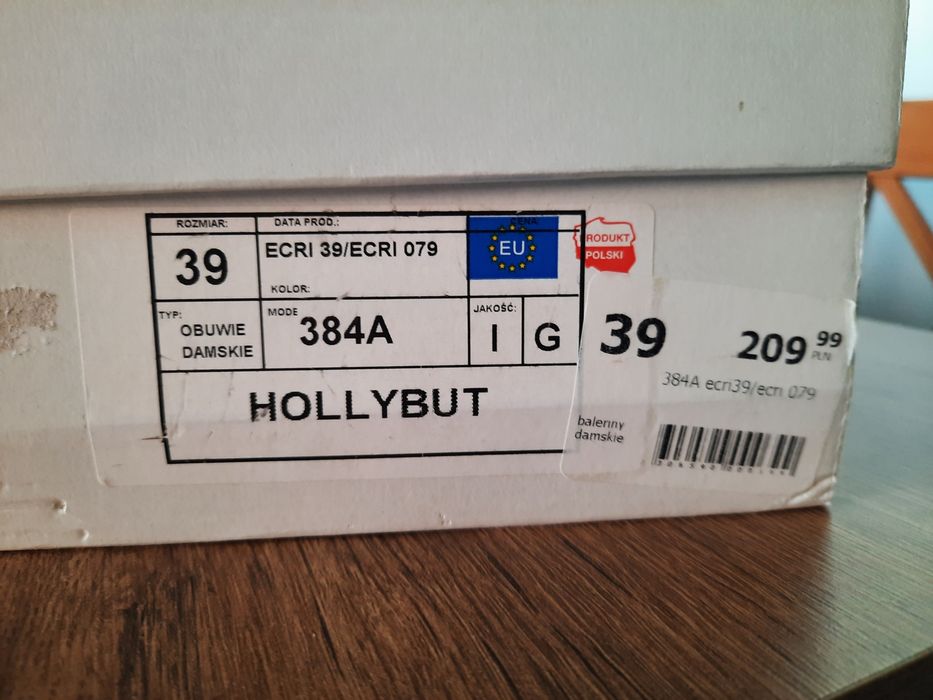 ROZMIAR:
39
DATA PROD.:
ECRI 39/ECRI 079
KOLOR:
CENA:
EU
PRODUKT
POLSKI
TYP:
OBUWIE
DAMSKIE
MODE
384A
JAKOŚĆ:
I
G
HOLLYBUT
39
209 99
PLN
384A ecri39/ecri 079
baleriny
damskie